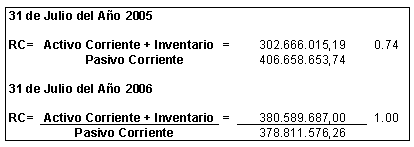 31 de Julio del Año 2005
RC= Activo Corriente + Inventario = 302.666.015,19 0.74
Pasivo Corriente 406.658.653,74
31 de Julio del Año 2006
RC= Activo Corriente + Inventario = 380.589.687,00 1.00
Pasivo Corriente 378.811.576,26